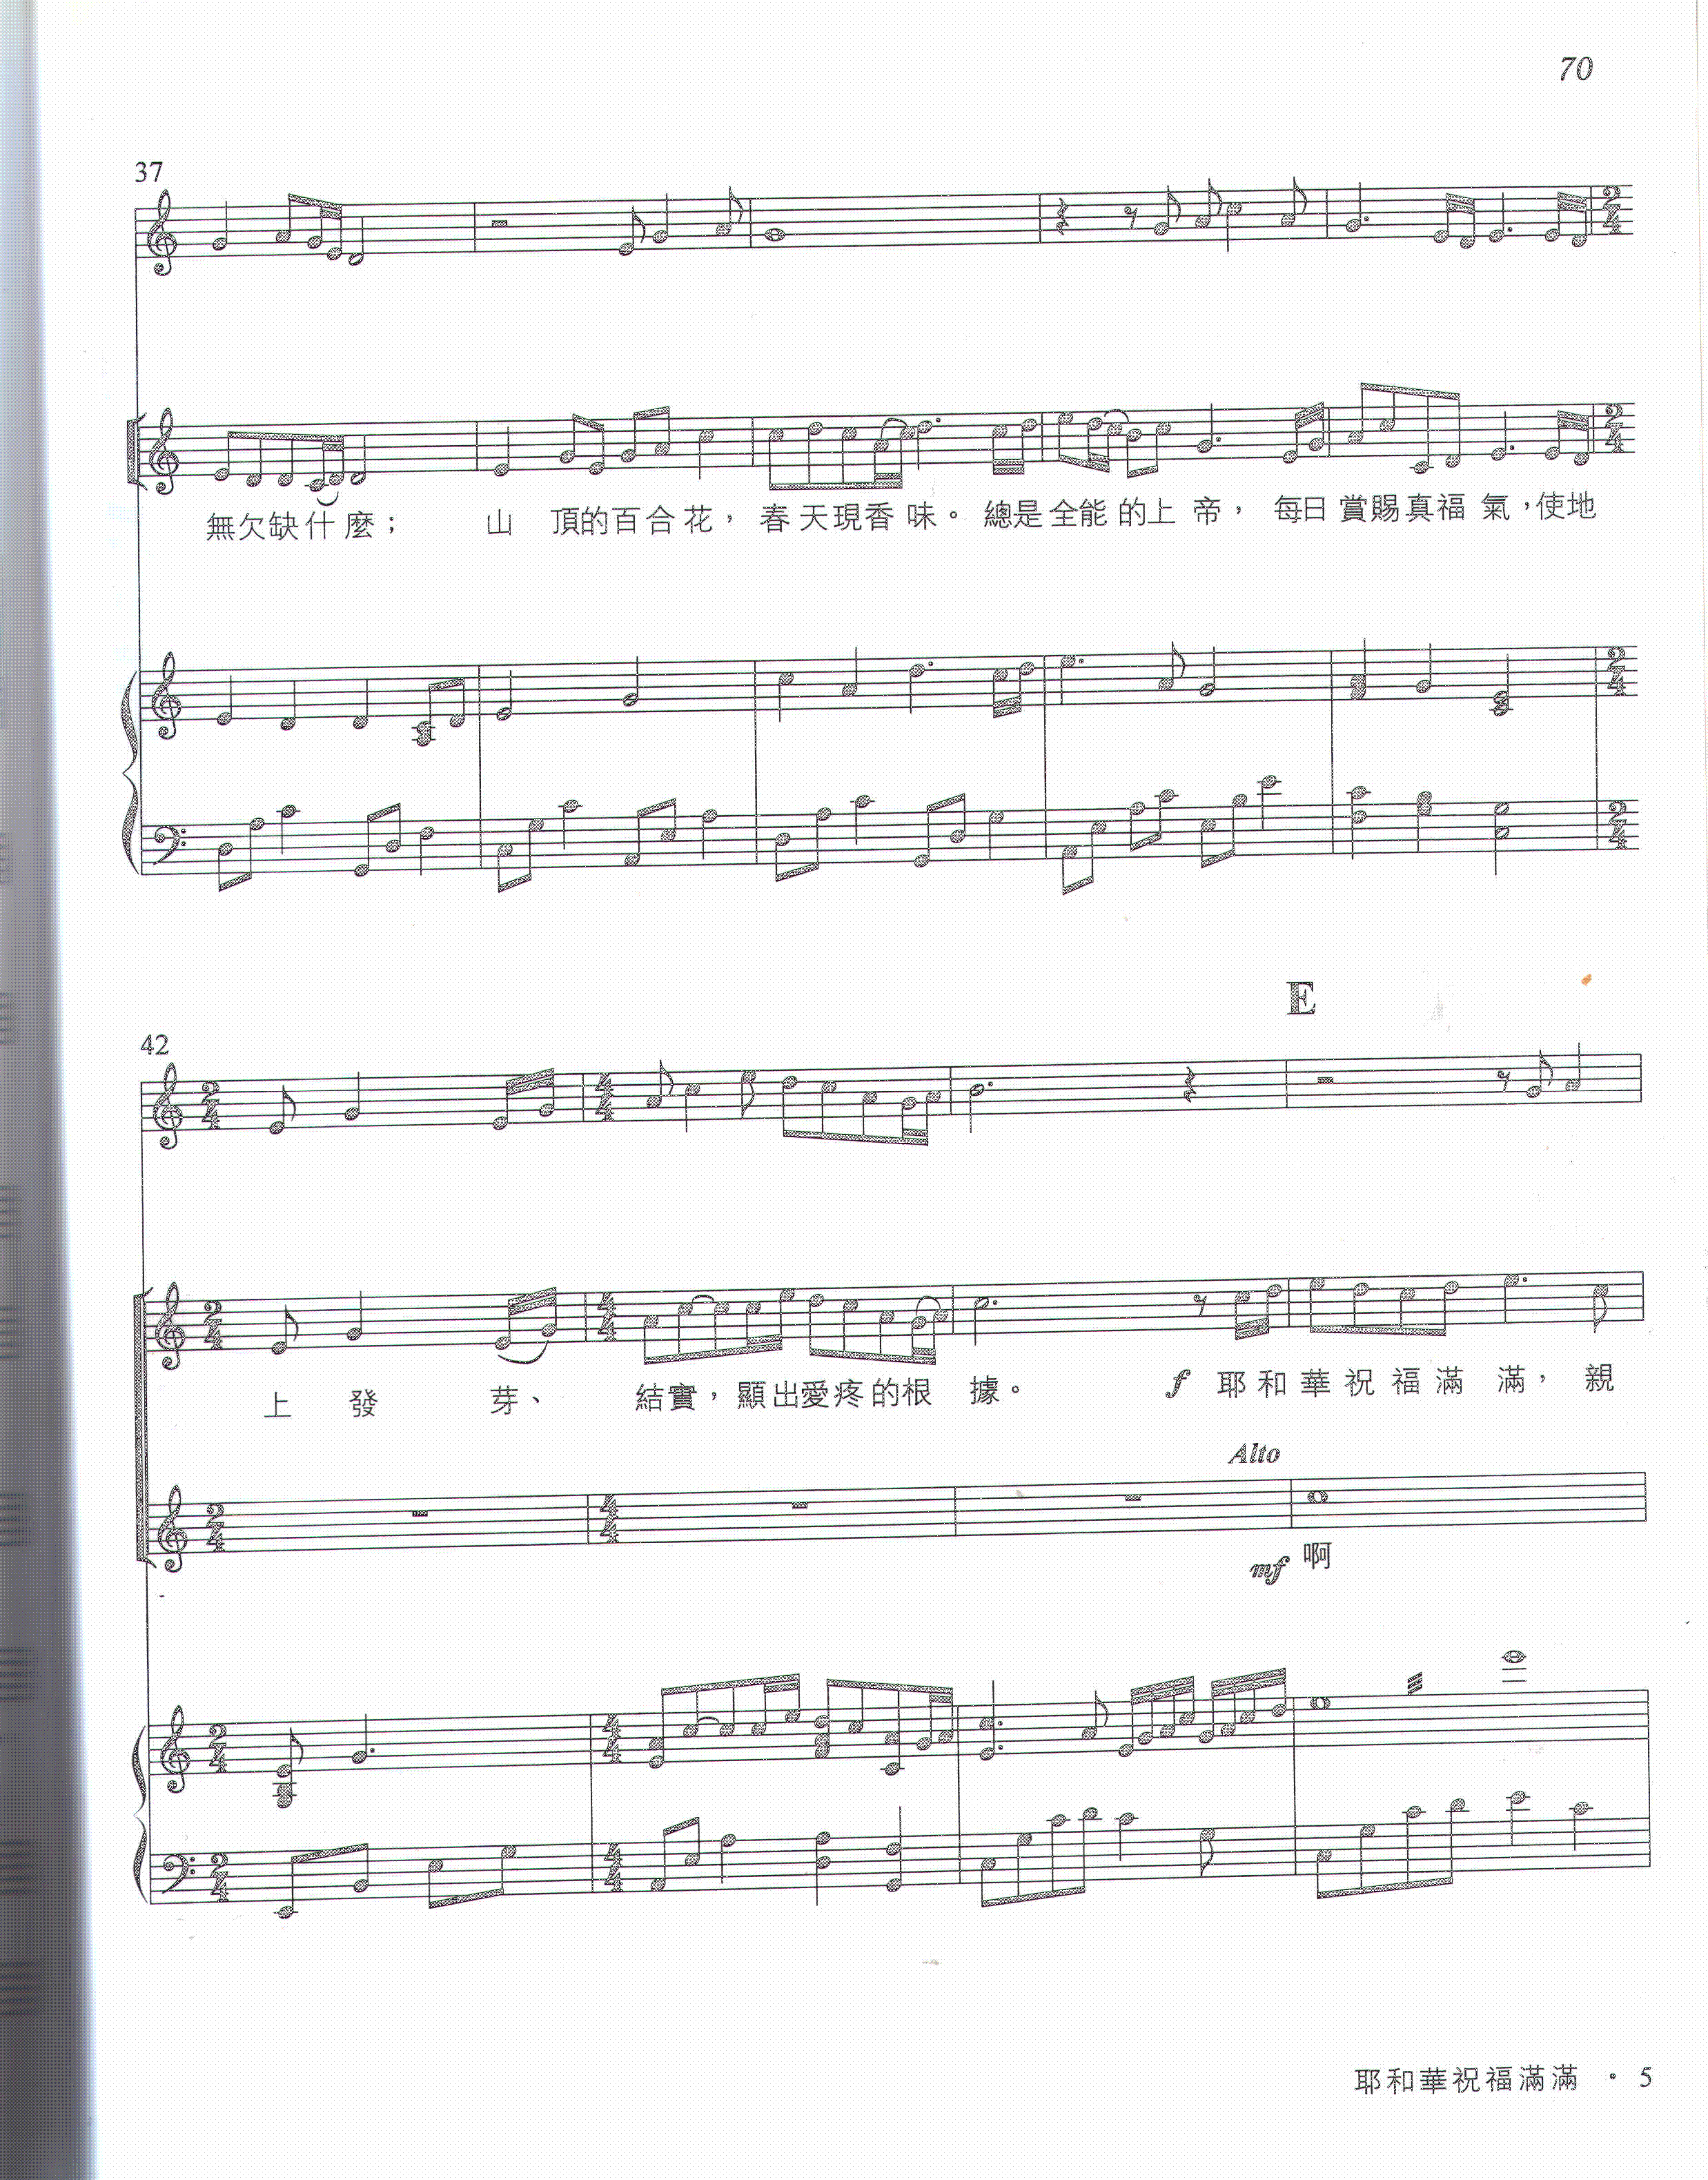 70
37
無欠缺什麼； 山 頂的百合花， 春天現香味。總是全能的上帝， 每日賞賜真福氣，使地
E
42
上 發 芽、 結實，顯出愛疼的根據。 f 耶和華祝福滿滿， 親
Alto
mf 啊
耶和華祝福滿滿 • 5